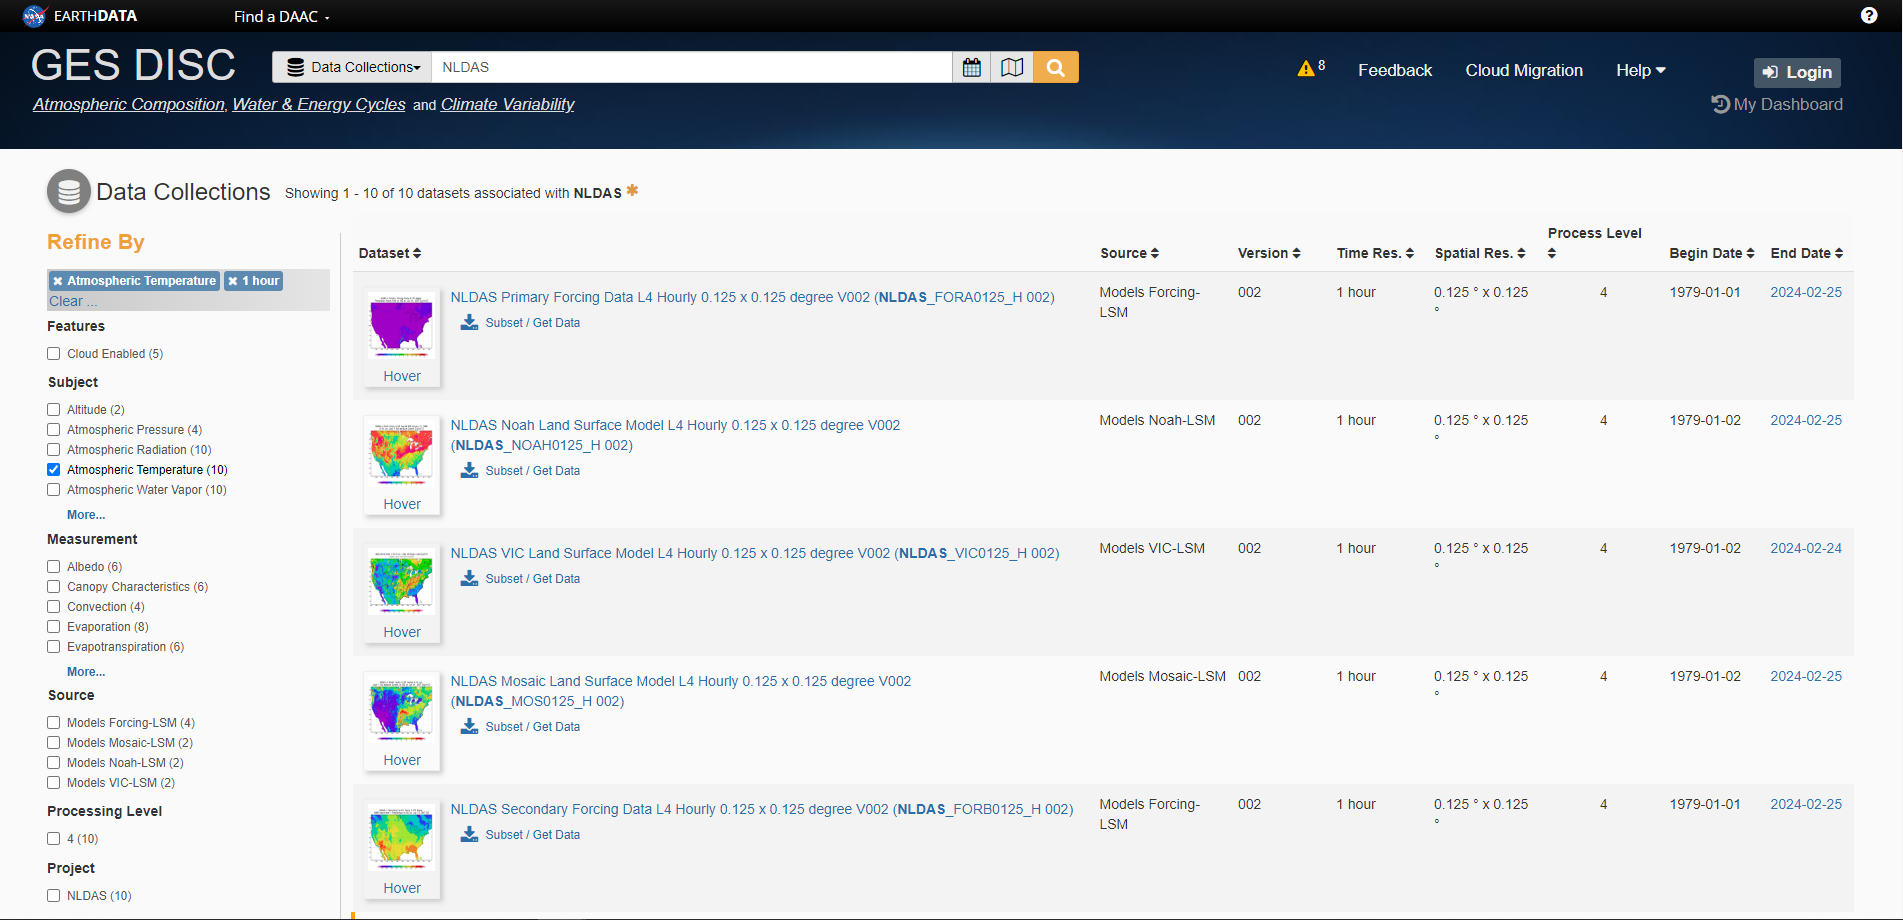 NASA EARTHDATA Find a DAAC
GES DISC Data Collections NLDAS 8 Feedback Cloud Migration Help Login
Atmospheric Composition, Water & Energy Cycles and Climate Variability My Dashboard
Data Collections Showing 1 - 10 of 10 datasets associated with NLDAS *
Refine By
× Atmospheric Temperature × 1 hour
Clear ...
Features
Cloud Enabled (5)
Subject
Altitude (2)
Atmospheric Pressure (4)
Atmospheric Radiation (10)
Atmospheric Temperature (10)
Atmospheric Water Vapor (10)
More...
Measurement
Albedo (6)
Canopy Characteristics (6)
Convection (4)
Evaporation (8)
Evapotranspiration (6)
More...
Source
Models Forcing-LSM (4)
Models Mosaic-LSM (2)
Models Noah-LSM (2)
Models VIC-LSM (2)
Processing Level
4 (10)
Project
NLDAS (10)
Dataset Source Version Time Res. Spatial Res. Process Level Begin Date End Date
NLDAS Primary Forcing Data L4 Hourly 0.125 x 0.125 degree V002 (NLDAS_FORA0125_H 002) Models Forcing- 002 1 hour 0.125 ° x 0.125 4 1979-01-01 2024-02-25
LSM °
Subset / Get Data
Hover
NLDAS Noah Land Surface Model L4 Hourly 0.125 x 0.125 degree V002 Models Noah-LSM 002 1 hour 0.125 ° x 0.125 4 1979-01-02 2024-02-25
(NLDAS_NOAH0125_H 002) °
Subset / Get Data
Hover
NLDAS VIC Land Surface Model L4 Hourly 0.125 x 0.125 degree V002 (NLDAS_VIC0125_H 002) Models VIC-LSM 002 1 hour 0.125 ° x 0.125 4 1979-01-02 2024-02-24
°
Subset / Get Data
Hover
NLDAS Mosaic Land Surface Model L4 Hourly 0.125 x 0.125 degree V002 Models Mosaic-LSM 002 1 hour 0.125 ° x 0.125 4 1979-01-02 2024-02-25
(NLDAS_MOS0125_H 002) °
Subset / Get Data
Hover
NLDAS Secondary Forcing Data L4 Hourly 0.125 x 0.125 degree V002 (NLDAS_FORB0125_H 002) Models Forcing- 002 1 hour 0.125 ° x 0.125 4 1979-01-01 2024-02-25
LSM °
Subset / Get Data
Hover